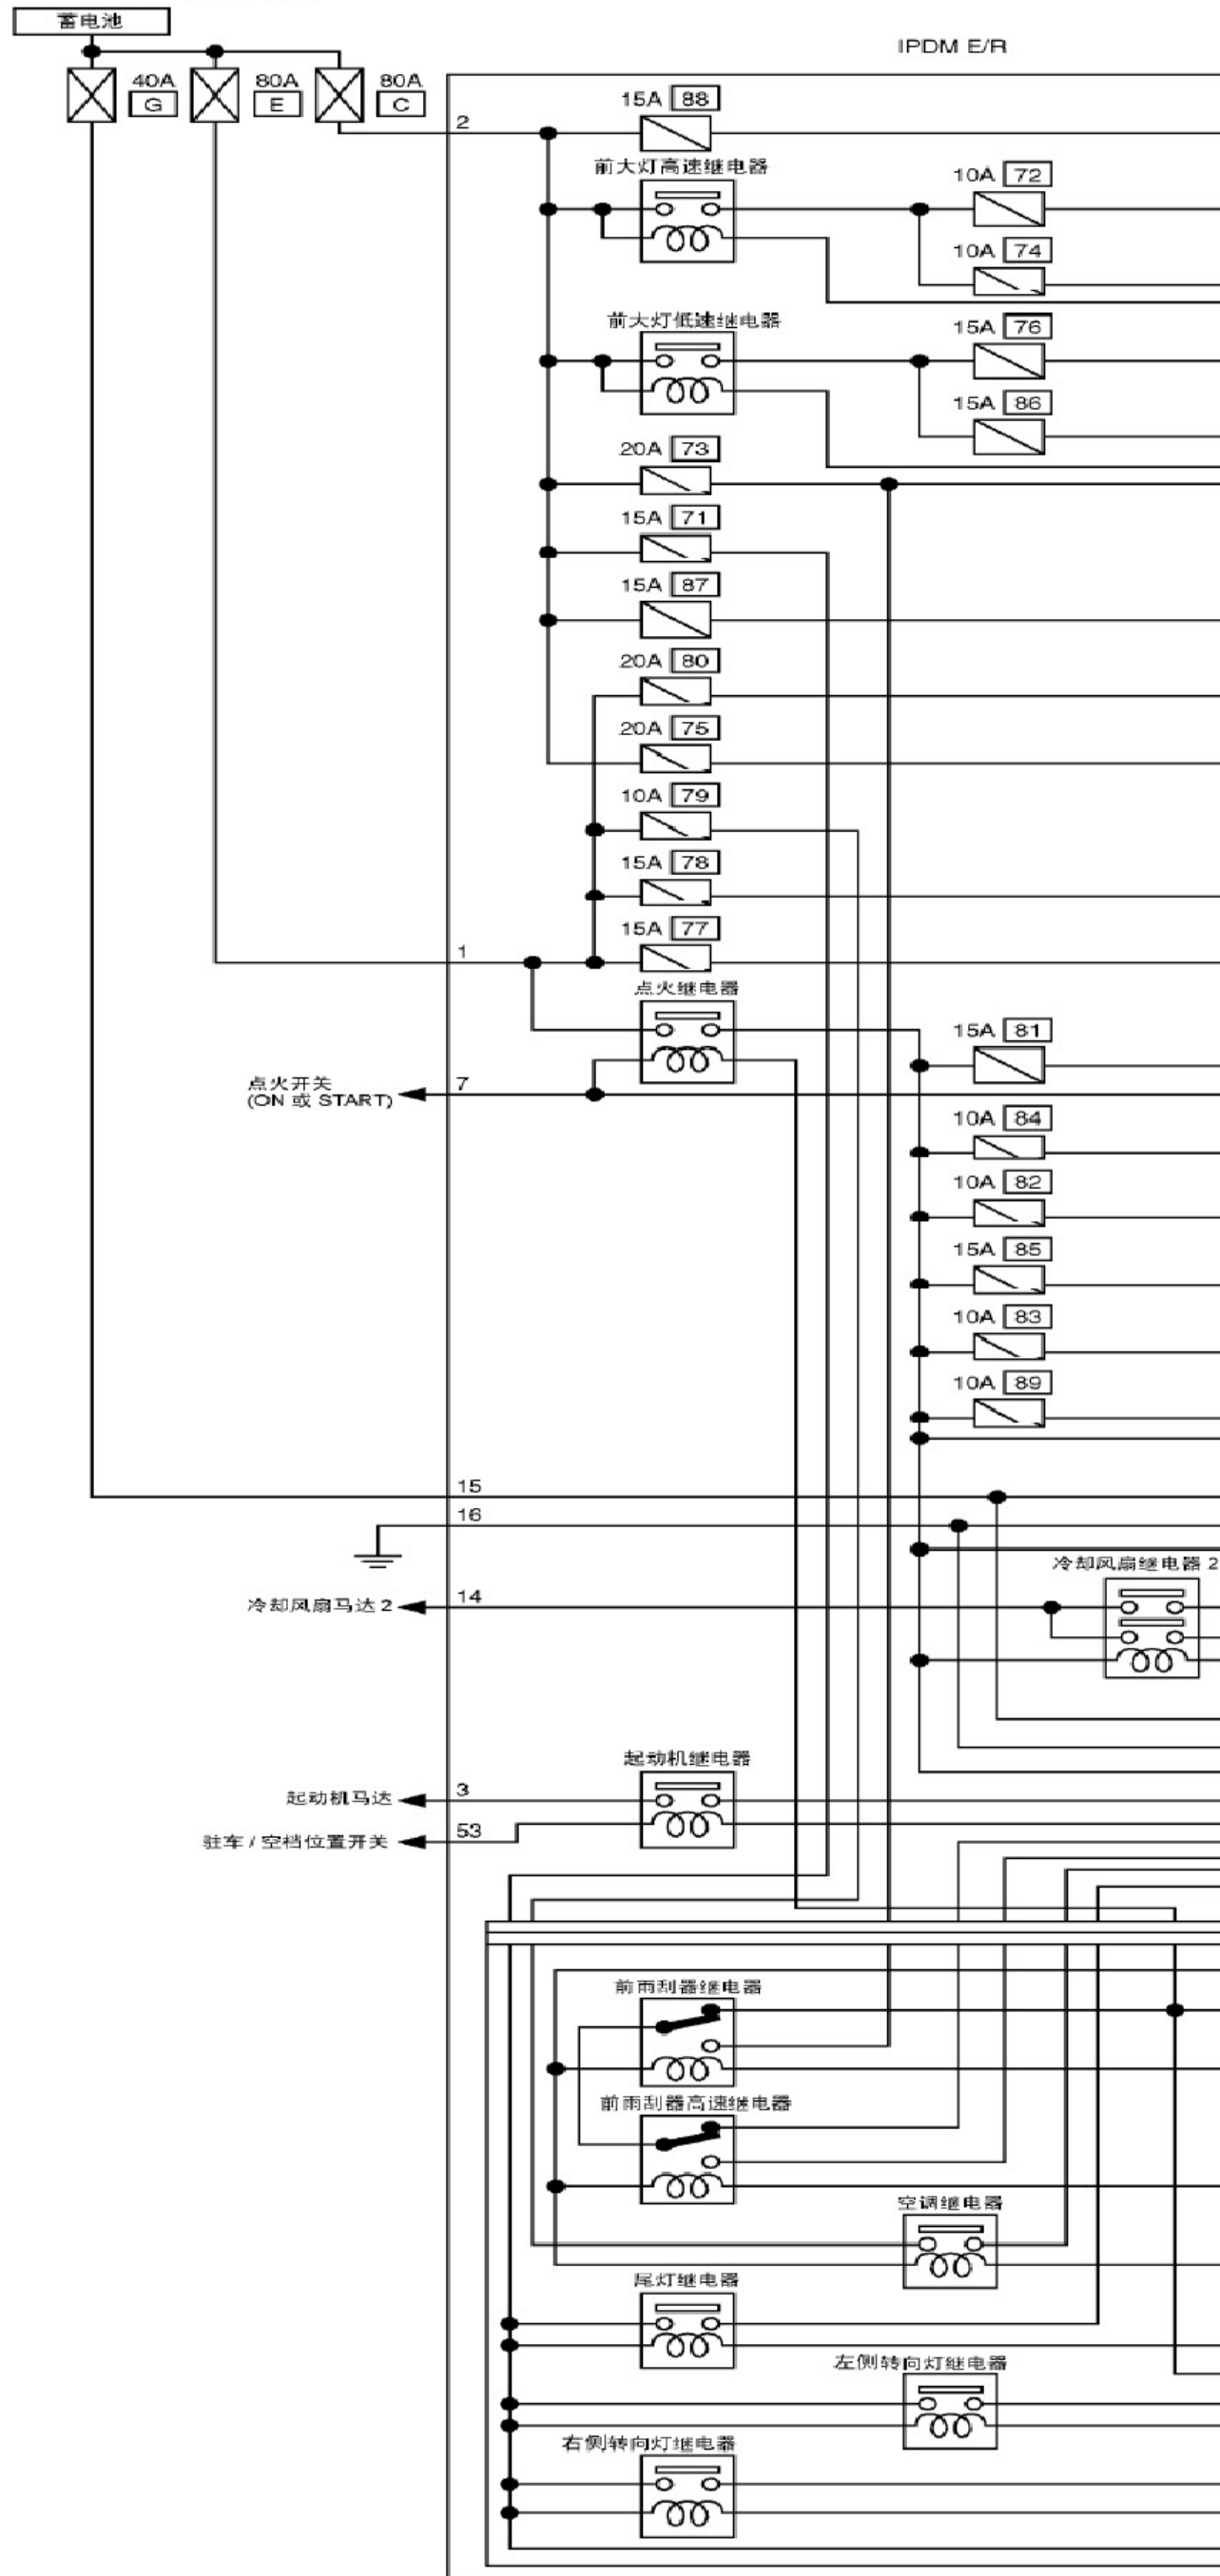 蓄电池
IPDM E/R
40A G
80A E
80A C
2
15A 88
前大灯高速继电器
10A 72
10A 74
前大灯低速继电器
15A 76
15A 86
20A 73
15A 71
15A 87
20A 80
20A 75
10A 79
15A 78
15A 77
1
点火继电器
15A 81
点火开关
(ON 或 START)
7
10A 84
10A 82
15A 85
10A 83
10A 89
15
16
冷却风扇继电器 2
冷却风扇马达 2
14
起动机继电器
起动机马达
3
驻车 / 空档位置开关
53
前雨刮器继电器
前雨刮器高速继电器
空调继电器
尾灯继电器
左侧转向灯继电器
右侧转向灯继电器